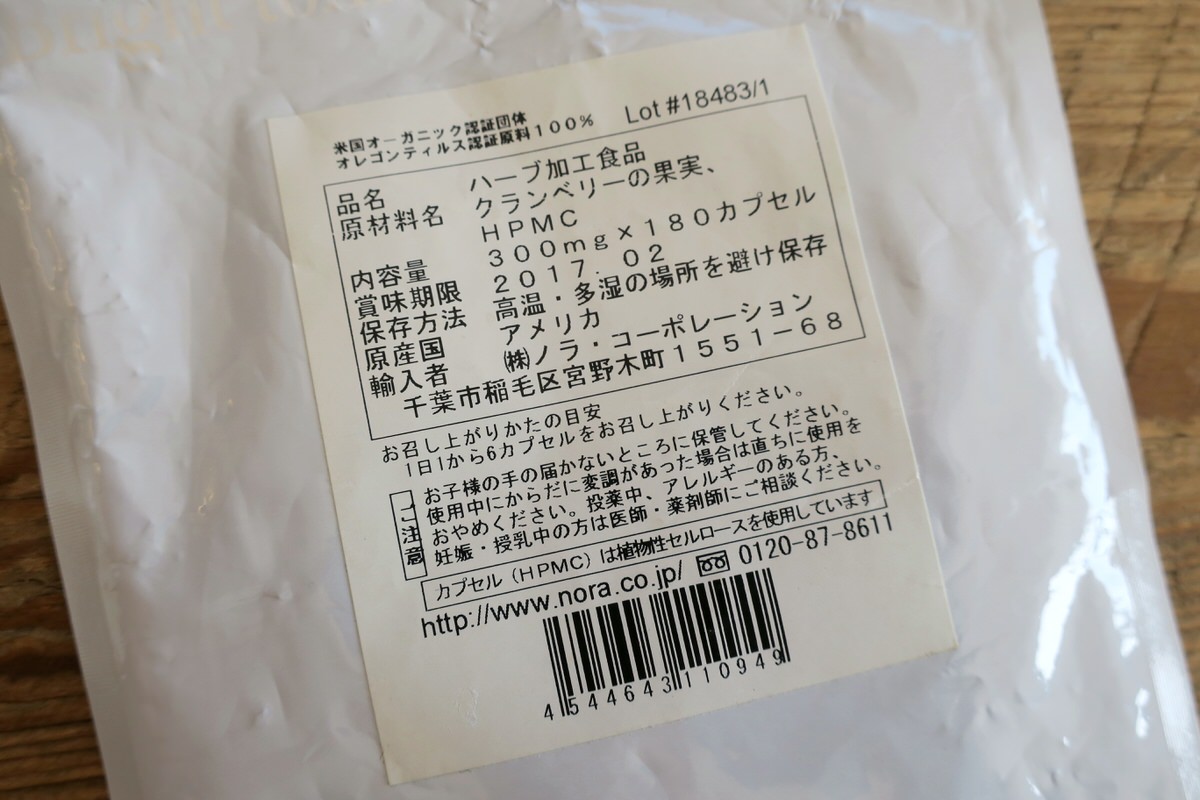 米国オーガニック認証団体
オレゴンティルス認証原料100% Lot #18483/1
品名 ハーブ加工食品
原材料名 クランベリーの果実、
HPMC
内容量 300mg×180カプセル
賞味期限 2017.02
保存方法 高温・多湿の場所を避け保存
原産国 アメリカ
輸入者 ㈱ノラ・コーポレーション
千葉市稲毛区宮野木町1551-68
お召し上がりかたの目安
1日1から6カプセルをお召し上がりください。
ご注意
お子様の手の届かないところに保管してください。
使用中にからだに変調があった場合は直ちに使用を
おやめください。投薬中、アレルギーのある方、
妊娠・授乳中の方は医師・薬剤師にご相談ください。
カプセル（HPMC）は植物性セルロースを使用しています
http://www.nora.co.jp/ 0120-87-8611
4544643110949